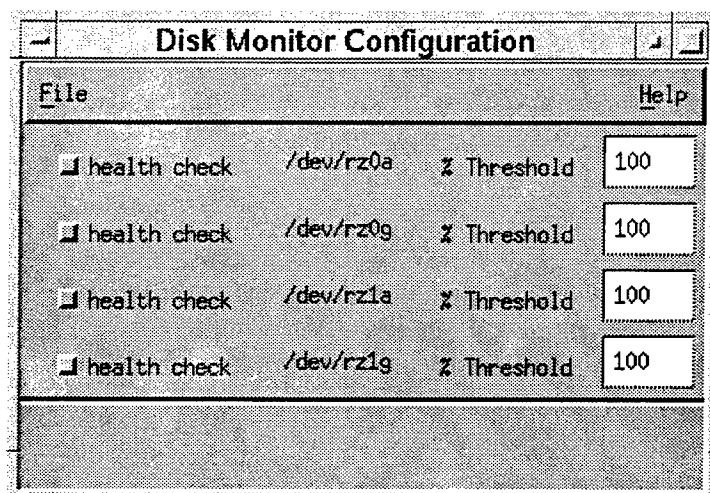 Disk Monitor Configuration
File Help
health check /dev/rz0a % Threshold 100
health check /dev/rz0g % Threshold 100
health check /dev/rz1a % Threshold 100
health check /dev/rz1g % Threshold 100